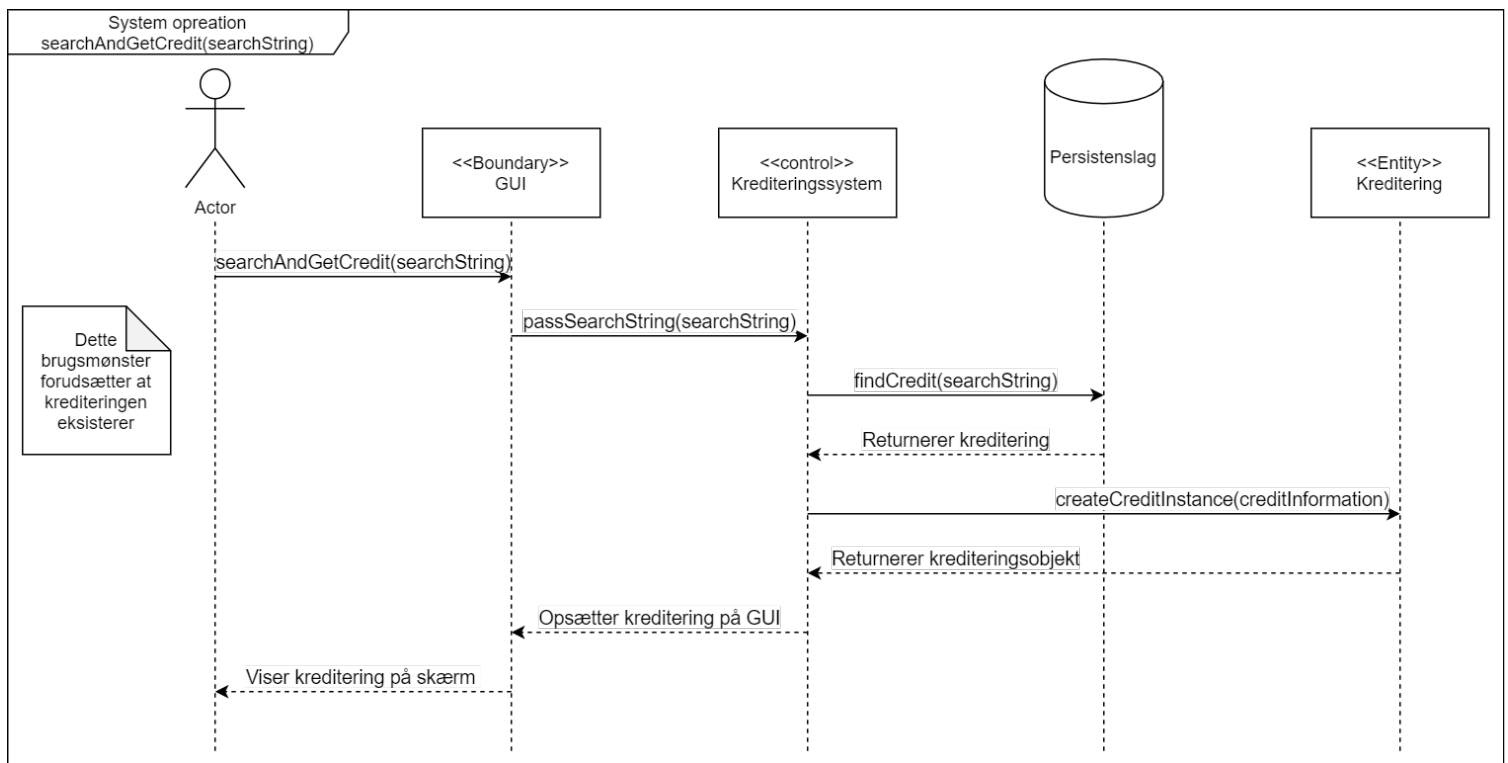 System opreation
searchAndGetCredit(searchString)
Actor
<<Boundary>>
GUI
<<control>>
Krediteringssystem
Persistenslag
<<Entity>>
Kreditering
searchAndGetCredit(searchString)
passSearchString(searchString)
Dette
brugsmønster
forudsætter at
krediteringen
eksisterer
findCredit(searchString)
Returnerer kreditering
createCreditInstance(creditInformation)
Returnerer krediteringsobjekt
Opsætter kreditering på GUI
Viser kreditering på skærm